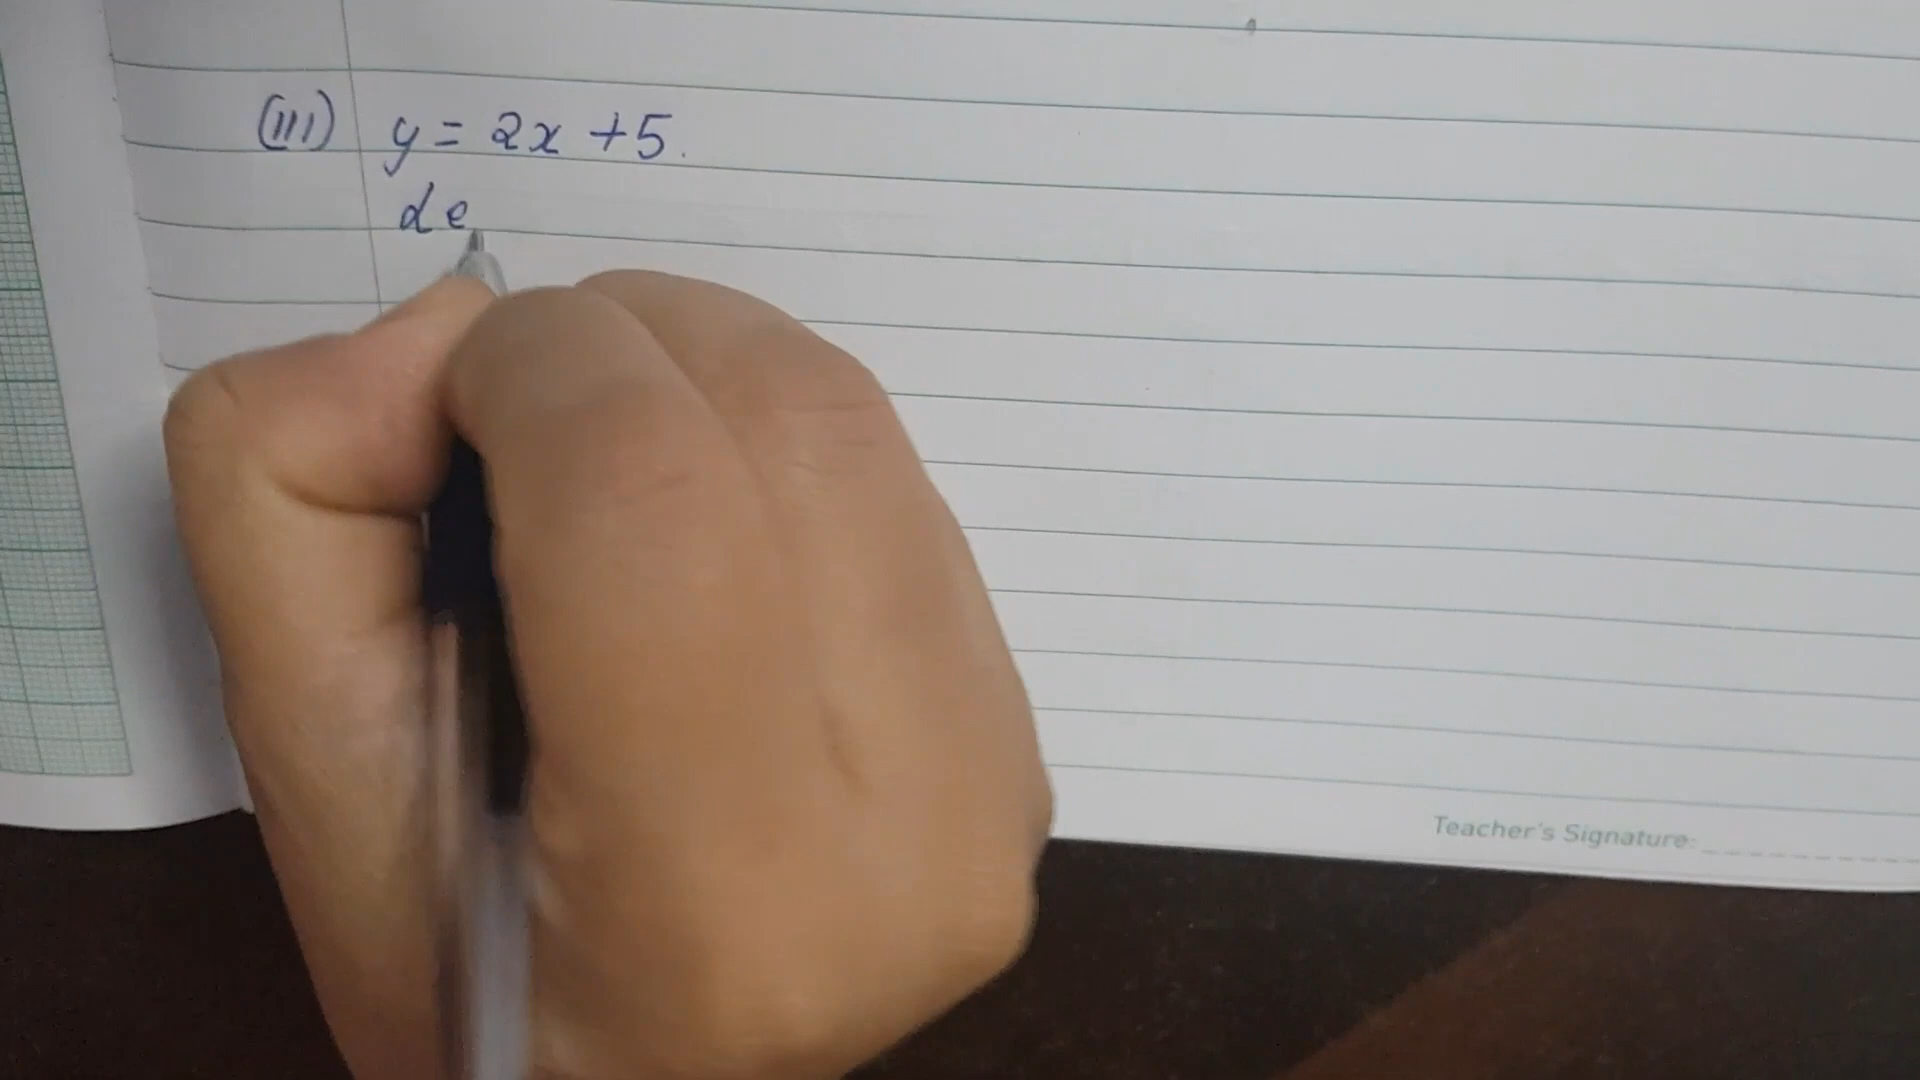 (III) y = 2x + 5.
de
Teacher's Signature: